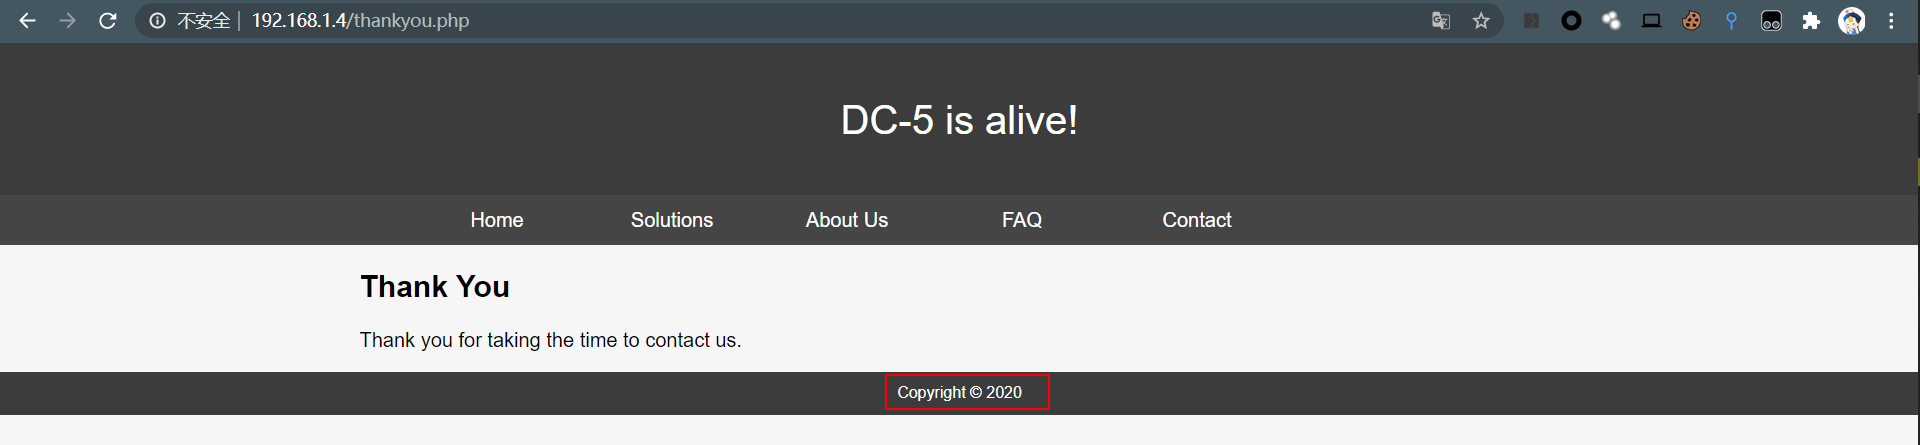 不安全 | 192.168.1.4/thankyou.php
DC-5 is alive!
Home Solutions About Us FAQ Contact
Thank You
Thank you for taking the time to contact us.
Copyright © 2020